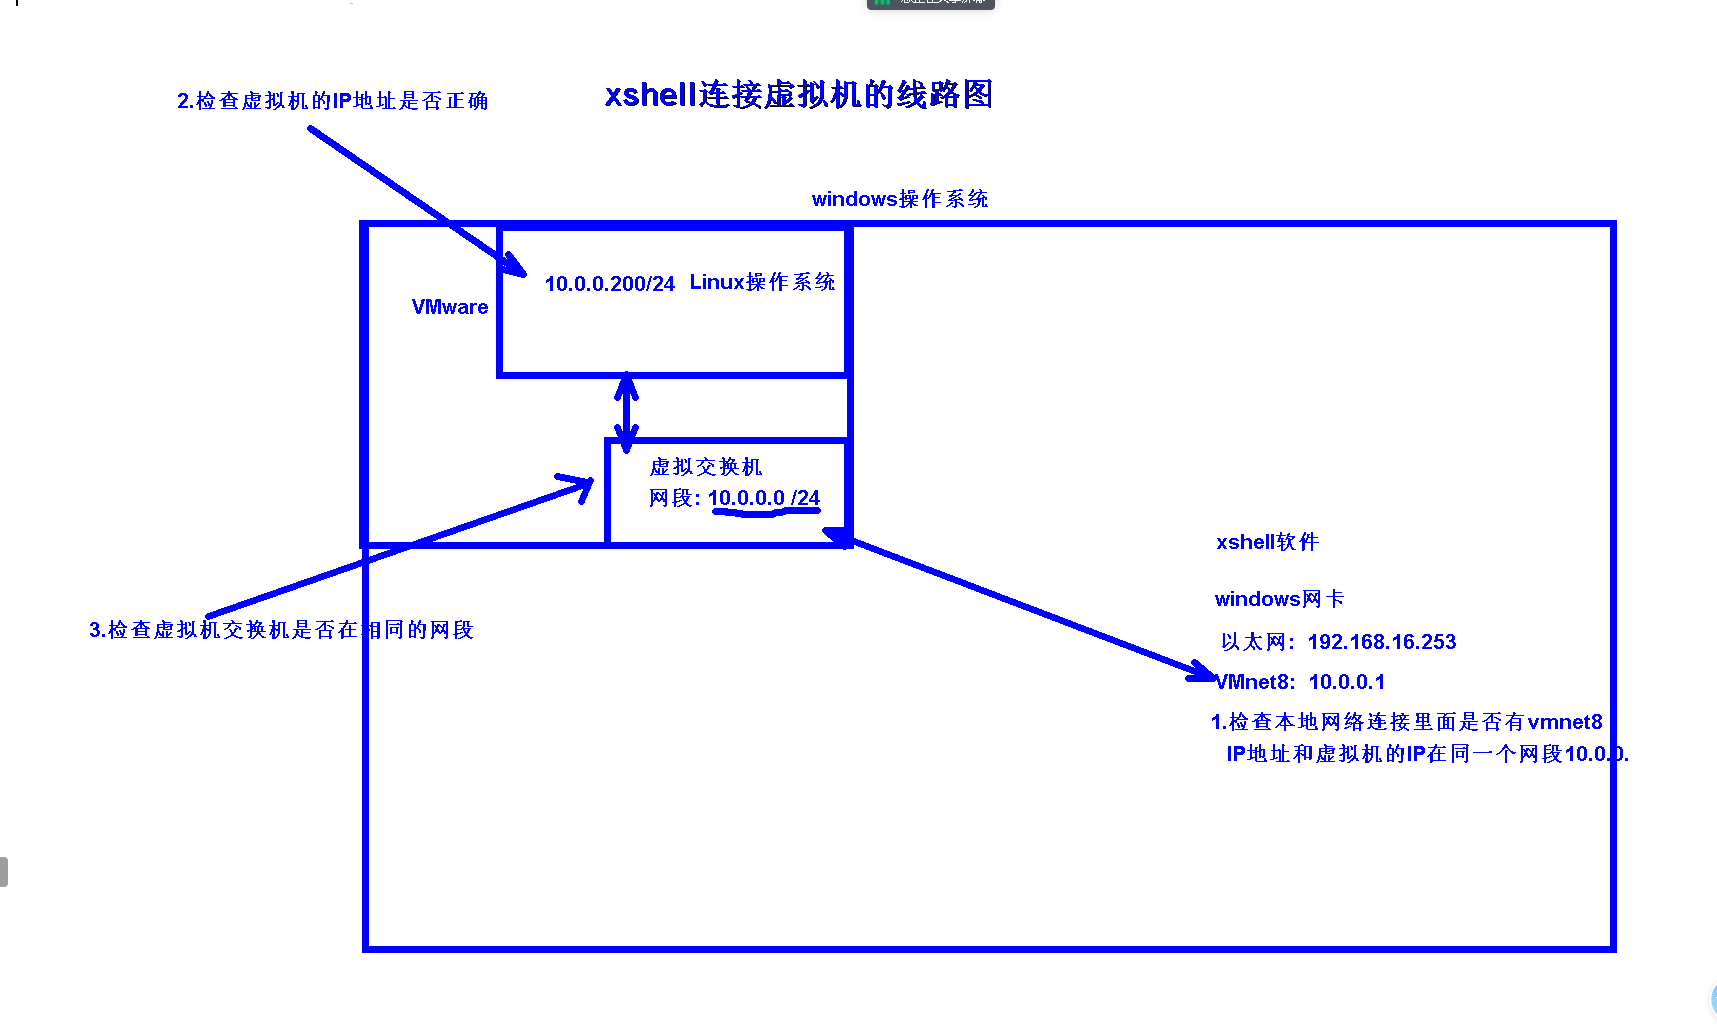 xshell连接虚拟机的线路图
2.检查虚拟机的IP地址是否正确
windows操作系统
10.0.0.200/24 Linux操作系统
VMware
虚拟交换机
网段: 10.0.0.0 /24
3.检查虚拟机交换机是否在相同的网段
xshell软件
windows网卡
以太网: 192.168.16.253
VMnet8: 10.0.0.1
1.检查本地网络连接里面是否有vmnet8
IP地址和虚拟机的IP在同一个网段10.0.0.